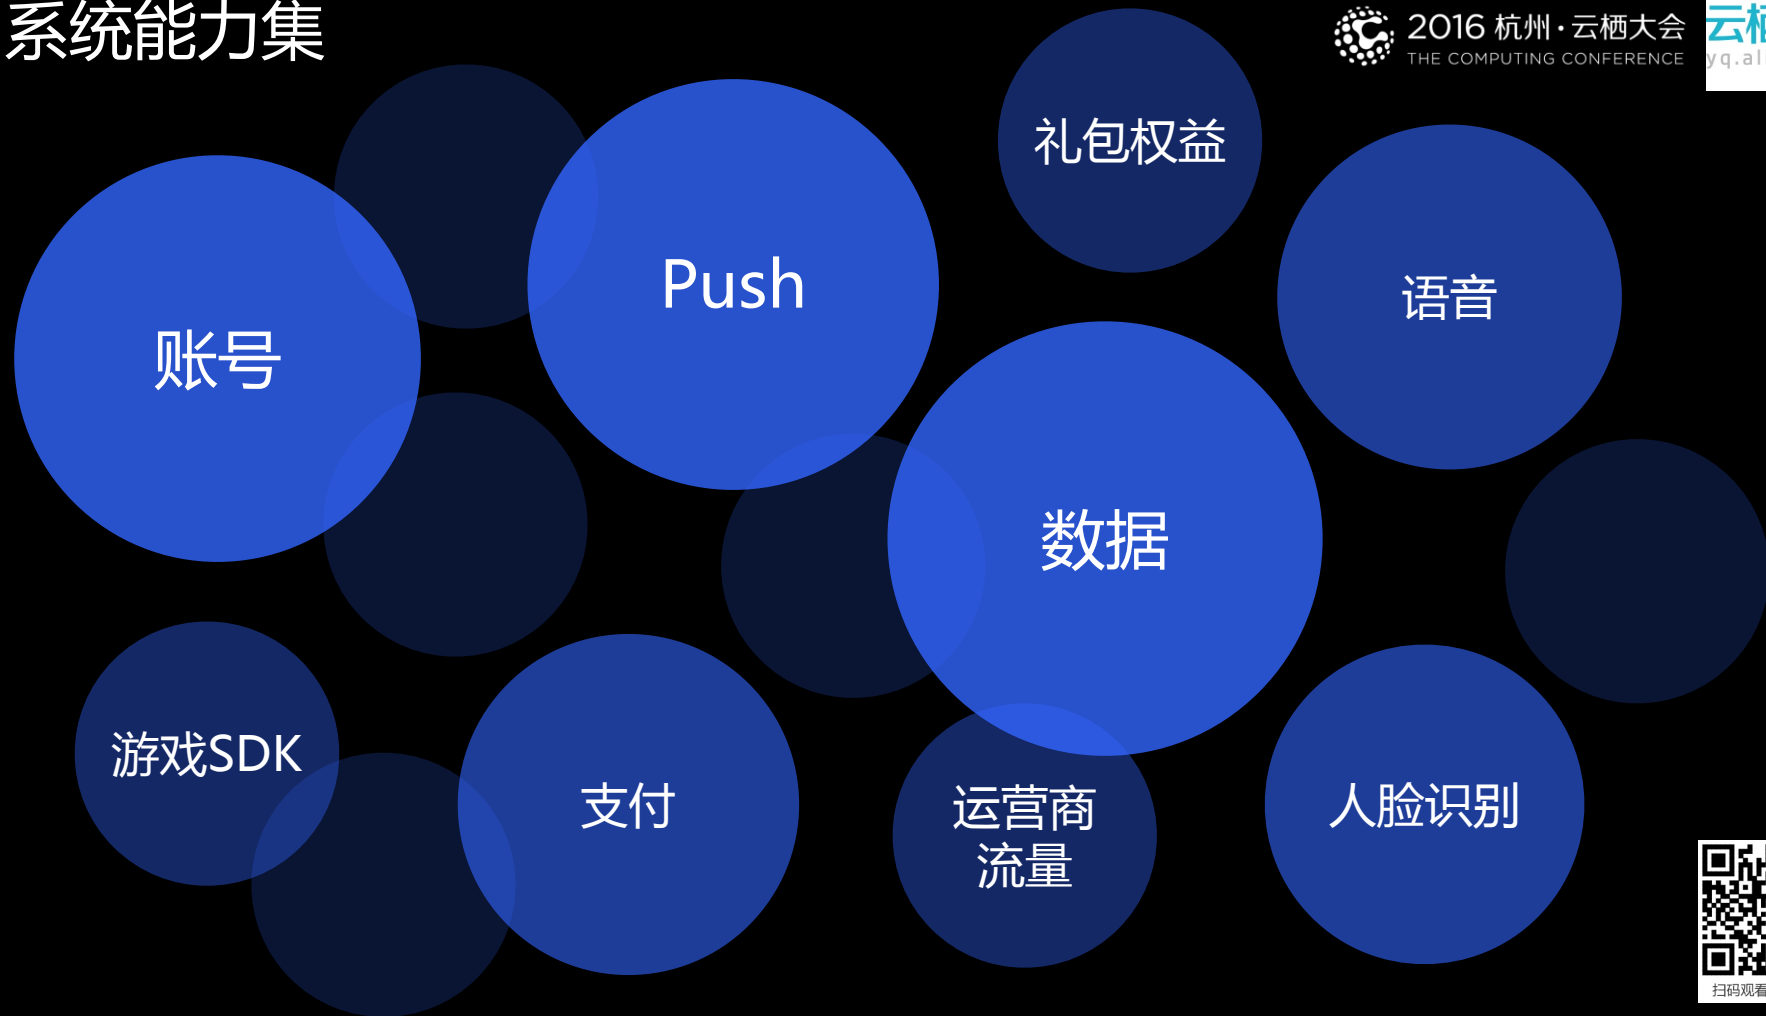 系统能力集
2016 杭州·云栖大会
THE COMPUTING CONFERENCE
礼包权益
Push
语音
账号
数据
游戏SDK
支付
运营商
流量
人脸识别
扫码观看